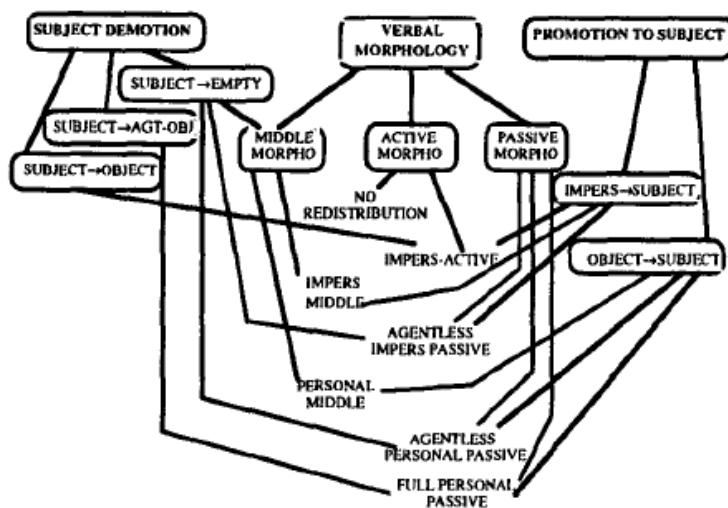 SUBJECT DEMOTION
VERBAL
MORPHOLOGY
PROMOTION TO SUBJECT
SUBJECT→EMPTY
SUBJECT→AGT-OBJ
MIDDLE
MORPHO
ACTIVE
MORPHO
PASSIVE
MORPHO
SUBJECT→OBJECT
IMPERS→SUBJECT
NO
REDISTRIBUTION
IMPERS-ACTIVE
OBJECT→SUBJECT
IMPERS
MIDDLE
AGENTLESS
IMPERS PASSIVE
PERSONAL
MIDDLE
AGENTLESS
PERSONAL PASSIVE
FULL PERSONAL
PASSIVE